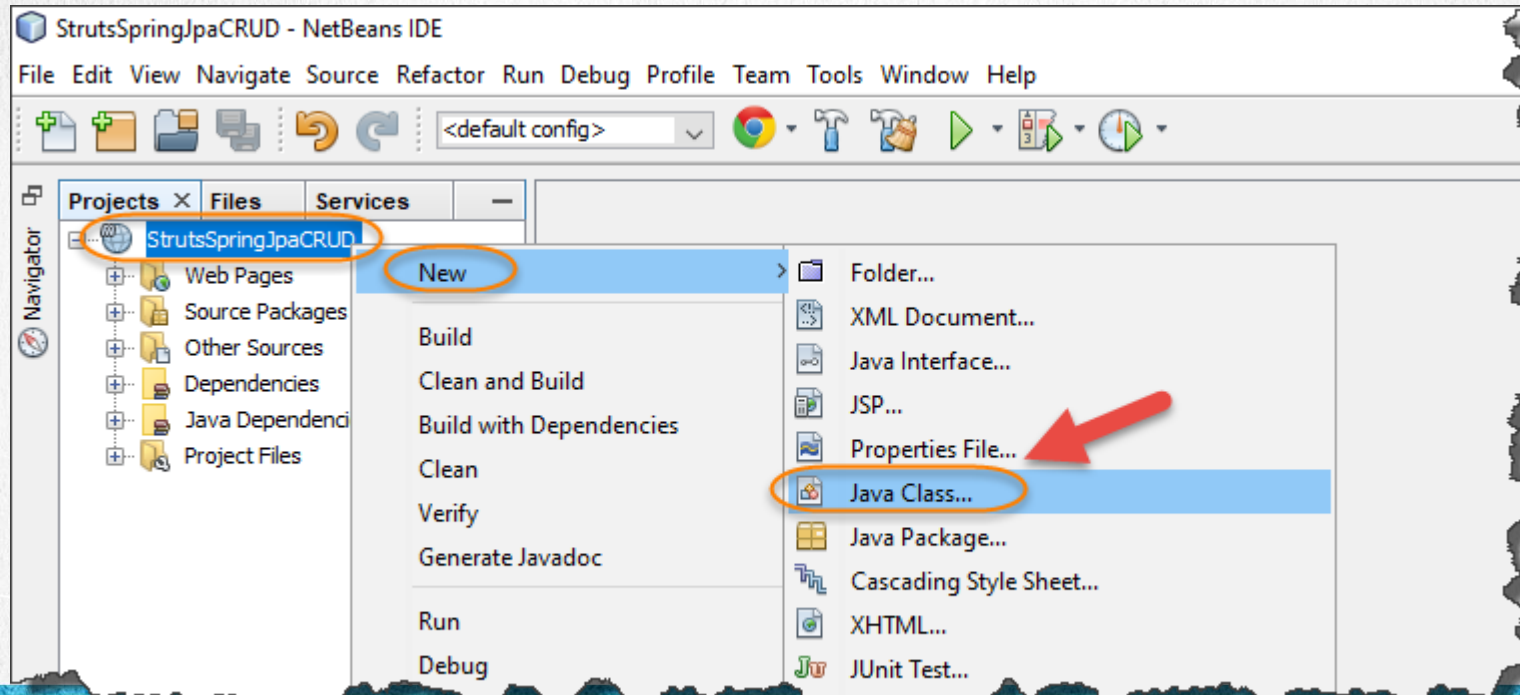 StrutsSpringJpaCRUD - NetBeans IDE
File Edit View Navigate Source Refactor Run Debug Profile Team Tools Window Help
<default config>
Projects Files Services
Navigator
StrutsSpringJpaCRUD
Web Pages
Source Packages
Other Sources
Dependencies
Java Dependenci
Project Files
New
Build
Clean and Build
Build with Dependencies
Clean
Verify
Generate Javadoc
Run
Debug
Folder...
XML Document...
Java Interface...
JSP...
Properties File...
Java Class...
Java Package...
Cascading Style Sheet...
XHTML...
JUnit Test...